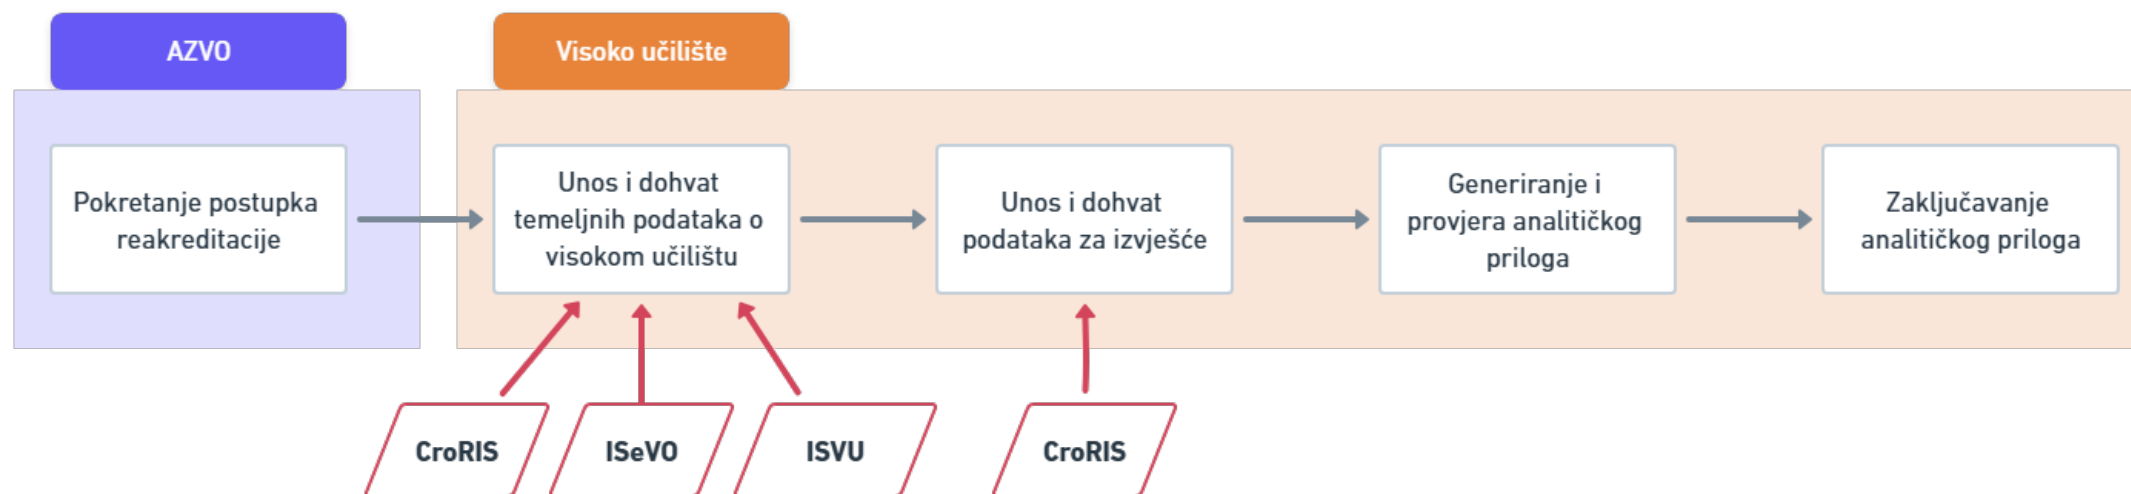 AZVO
Visoko učilište
Pokretanje postupka
reakreditacije
Unos i dohvat
temeljnih podataka o
visokom učilištu
Unos i dohvat
podataka za izvješće
Generiranje i
provjera analitičkog
priloga
Zaključavanje
analitičkog priloga
CroRIS
ISeVO
ISVU
CroRIS